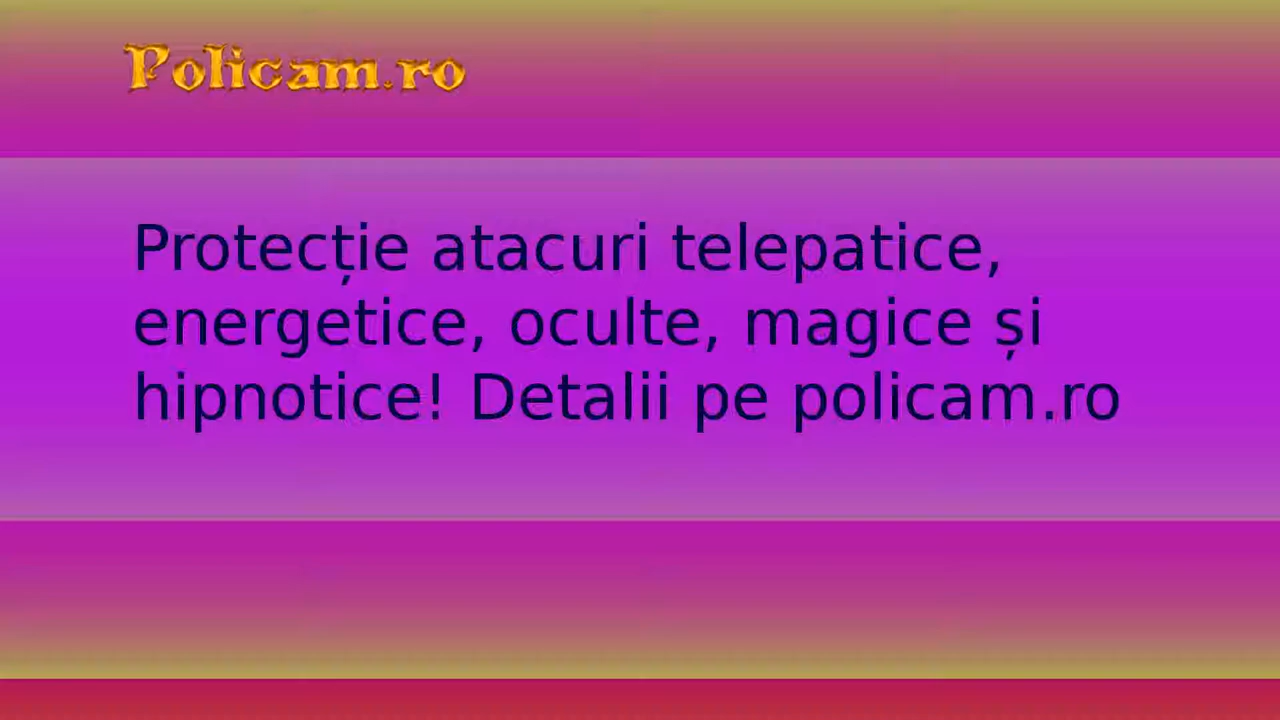 Policam.ro
Protecție atacuri telepatice,
energetice, oculte, magice și
hipnotice! Detalii pe policam.ro